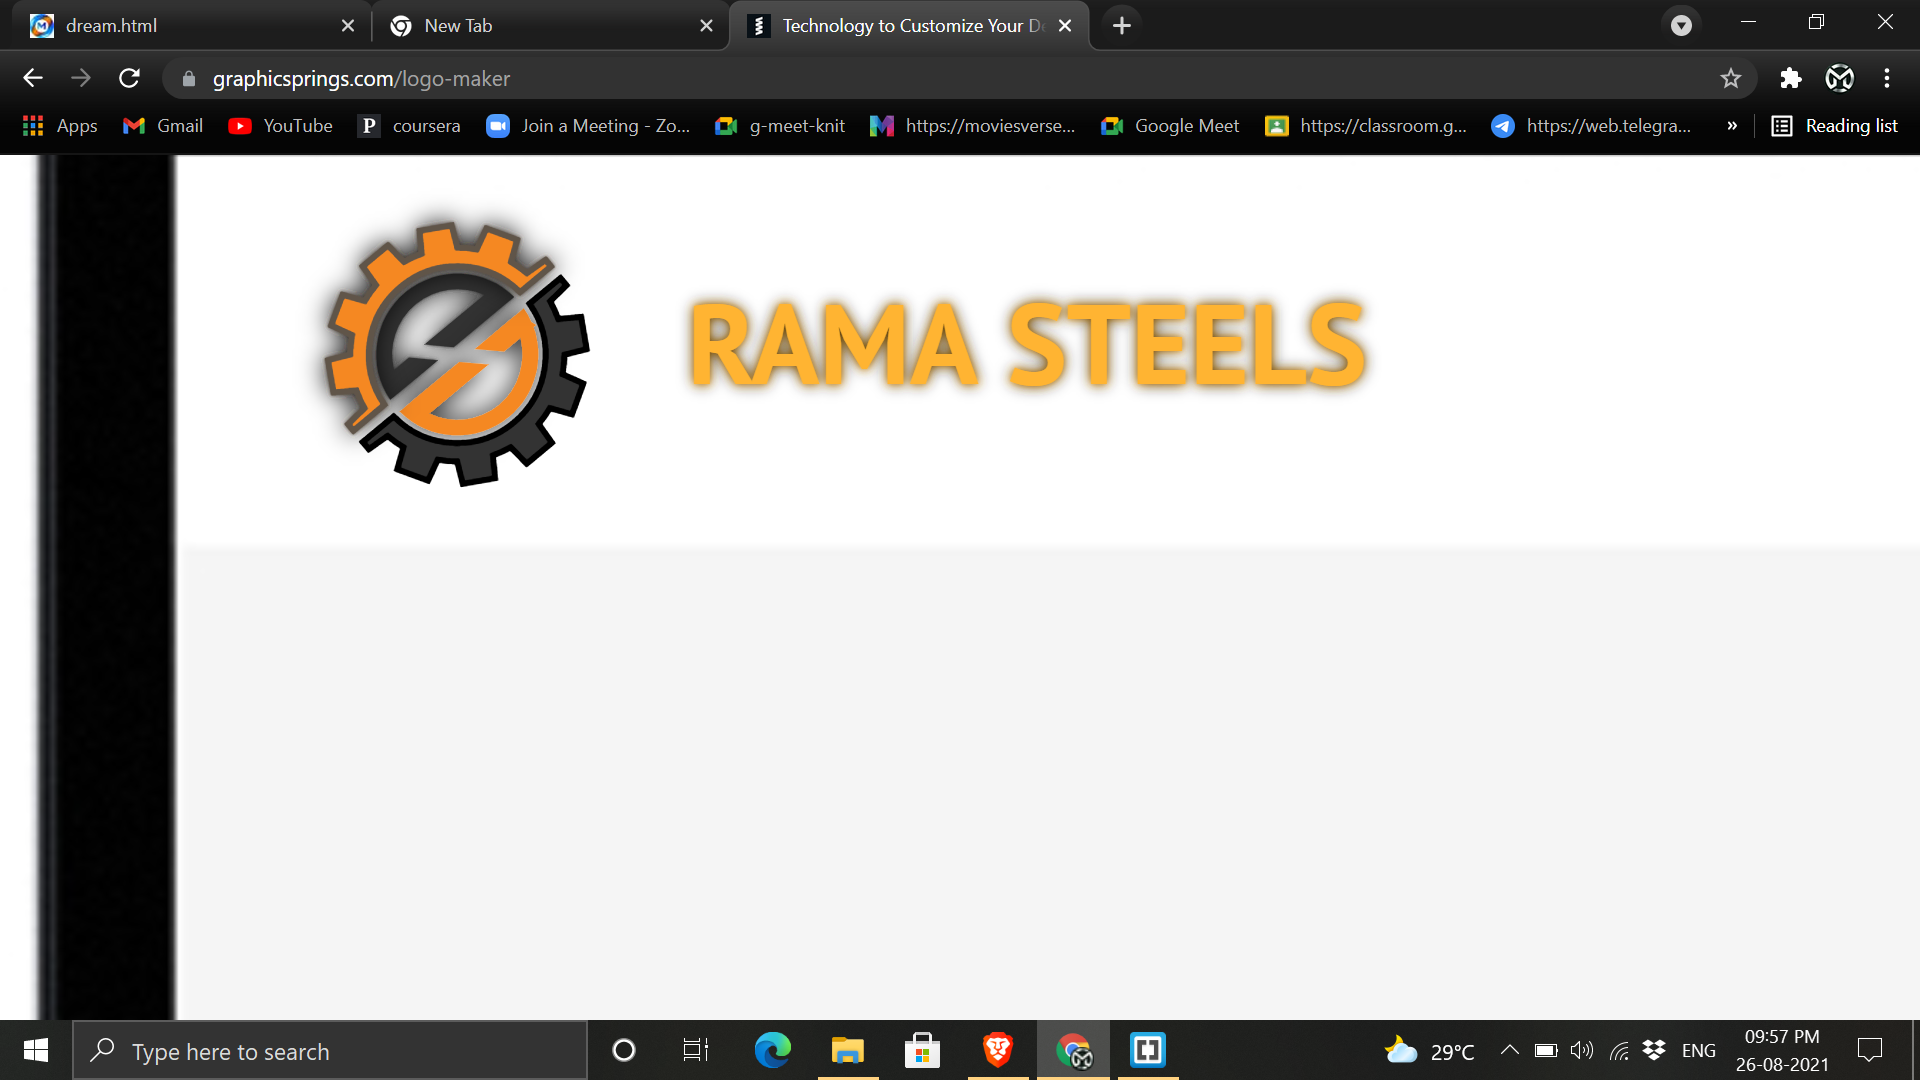 dream.html
New Tab
Technology to Customize Your D
graphicsprings.com/logo-maker
Apps
Gmail
YouTube
coursera
Join a Meeting - Zo...
g-meet-knit
https://moviesverse...
Google Meet
https://classroom.g...
https://web.telegra...
»
Reading list
RAMA STEELS
Type here to search
29°C
ENG
09:57 PM
26-08-2021